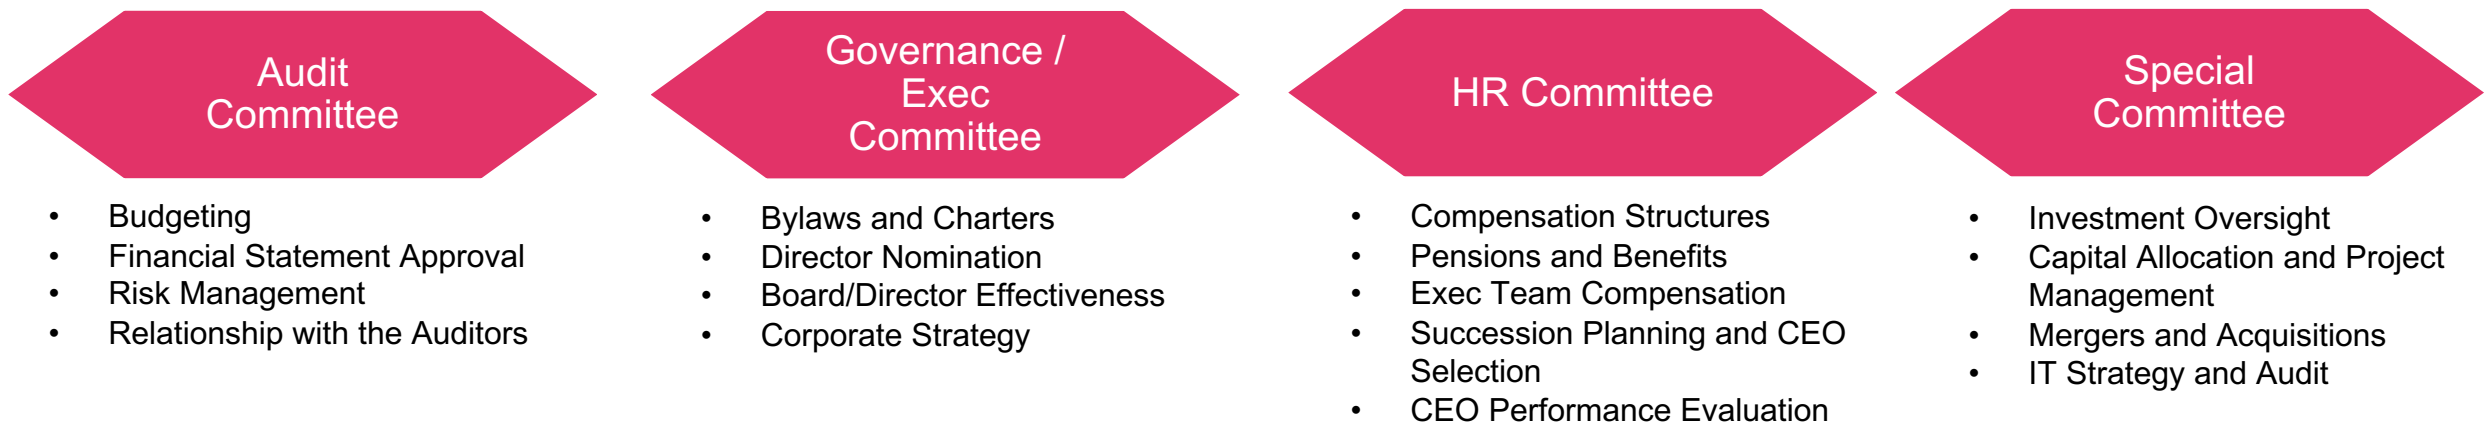 Audit
Committee
• Budgeting
• Financial Statement Approval
• Risk Management
• Relationship with the Auditors
Governance /
Exec
Committee
• Bylaws and Charters
• Director Nomination
• Board/Director Effectiveness
• Corporate Strategy
HR Committee
• Compensation Structures
• Pensions and Benefits
• Exec Team Compensation
• Succession Planning and CEO
Selection
• CEO Performance Evaluation
Special
Committee
• Investment Oversight
• Capital Allocation and Project
Management
• Mergers and Acquisitions
• IT Strategy and Audit